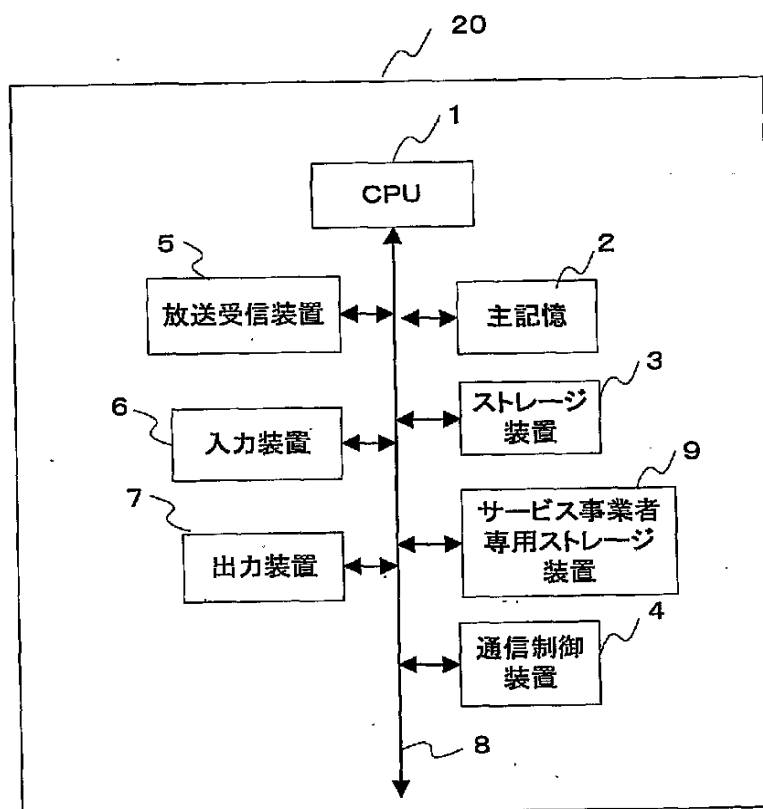 20
1
CPU
5
放送受信装置
2
主記憶
3
ストレージ
装置
6
入力装置
9
サービス事業者
専用ストレージ
装置
7
出力装置
4
通信制御
装置
8